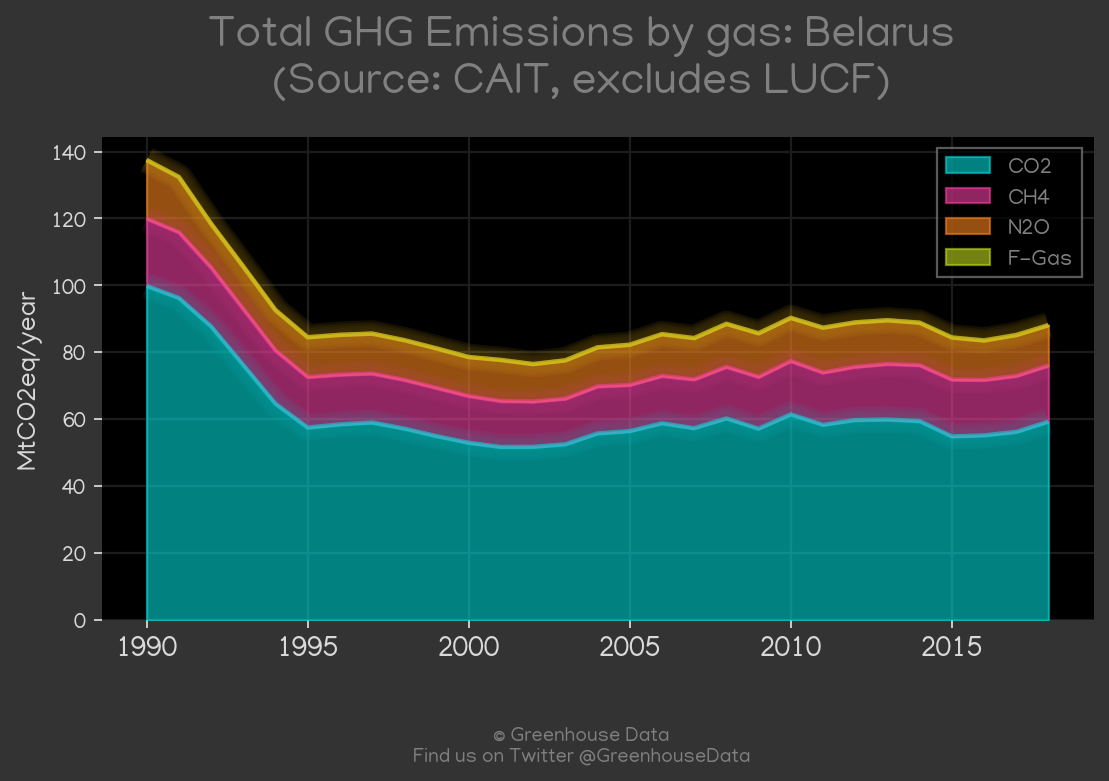 Total GHG Emissions by gas: Belarus
(Source: CAIT, excludes LUCF)
MtCO2eq/year
140
120
100
80
60
40
20
0
1990 1995 2000 2005 2010 2015
CO2
CH4
N2O
F-Gas
© Greenhouse Data
Find us on Twitter @GreenhouseData